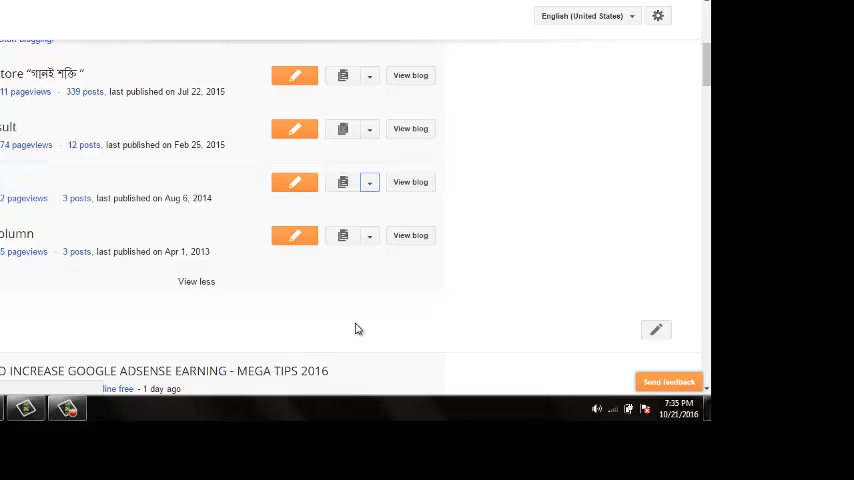 English (United States)
Start blogging!
tore “গানই শক্তি “
View blog
11 pageviews - 339 posts, last published on Jul 22, 2015
sult
View blog
74 pageviews - 12 posts, last published on Feb 25, 2015
View blog
2 pageviews - 3 posts, last published on Aug 6, 2014
olumn
View blog
5 pageviews - 3 posts, last published on Apr 1, 2013
View less
O INCREASE GOOGLE ADSENSE EARNING - MEGA TIPS 2016
Send feedback
line free - 1 day ago
7:35 PM
10/21/2016